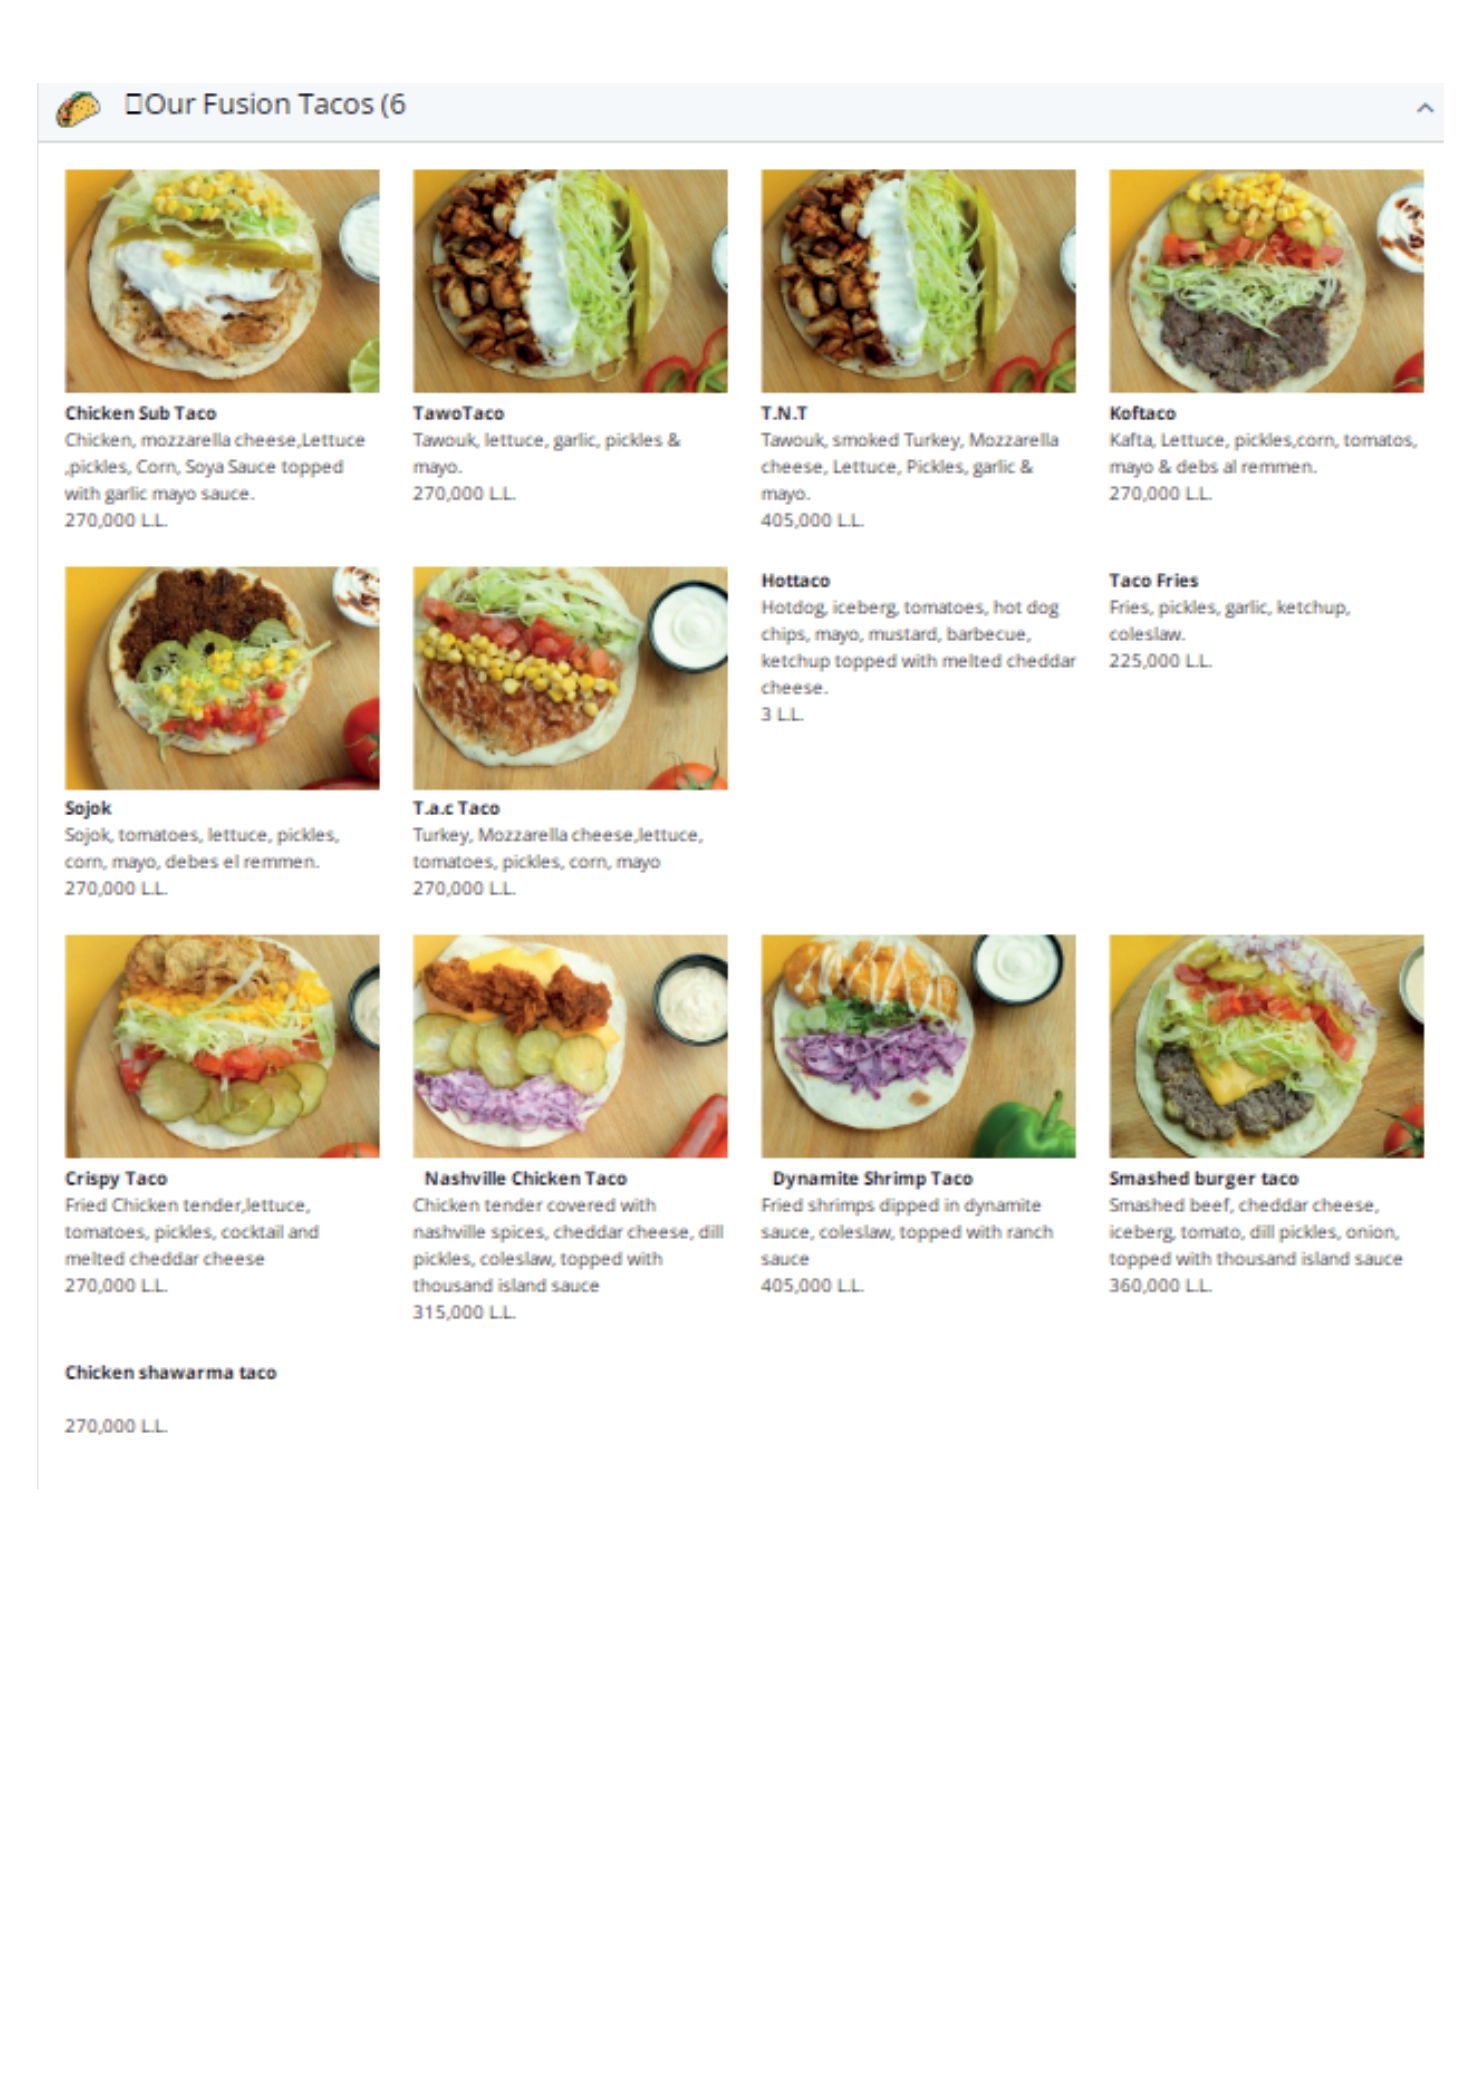 Our Fusion Tacos (6
Chicken Sub Taco
Chicken, mozzarella cheese,Lettuce
,pickles, Corn, Soya Sauce topped
with garlic mayo sauce.
270,000 L.L.
TawoTaco
Tawouk, lettuce, garlic, pickles &
mayo.
270,000 L.L.
T.N.T
Tawouk, smoked Turkey, Mozzarella
cheese, Lettuce, Pickles, garlic &
mayo.
405,000 L.L.
Koftaco
Kafta, Lettuce, pickles,corn, tomatos,
mayo & debs al remmen.
270,000 L.L.
Sojok
Sojok, tomatoes, lettuce, pickles,
corn, mayo, debes el remmen.
270,000 L.L.
T.a.c Taco
Turkey, Mozzarella cheese,lettuce,
tomatoes, pickles, corn, mayo
270,000 L.L.
Hottaco
Hotdog, iceberg, tomatoes, hot dog
chips, mayo, mustard, barbecue,
ketchup topped with melted cheddar
cheese.
3 L.L.
Taco Fries
Fries, pickles, garlic, ketchup,
coleslaw.
225,000 L.L.
Crispy Taco
Fried Chicken tender,lettuce,
tomatoes, pickles, cocktail and
melted cheddar cheese
270,000 L.L.
Nashville Chicken Taco
Chicken tender covered with
nashville spices, cheddar cheese, dill
pickles, coleslaw, topped with
thousand island sauce
315,000 L.L.
Dynamite Shrimp Taco
Fried shrimps dipped in dynamite
sauce, coleslaw, topped with ranch
sauce
405,000 L.L.
Smashed burger taco
Smashed beef, cheddar cheese,
iceberg, tomato, dill pickles, onion,
topped with thousand island sauce
360,000 L.L.
Chicken shawarma taco
270,000 L.L.